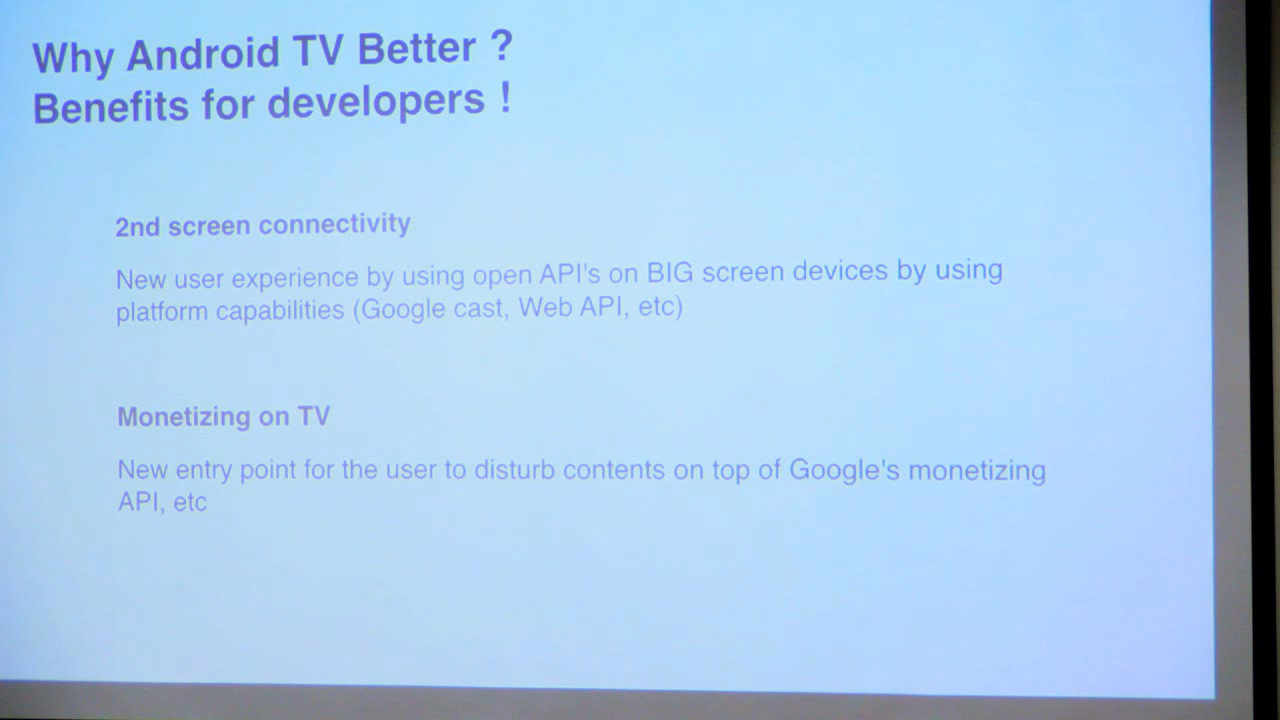 Why Android TV Better ?
Benefits for developers !
2nd screen connectivity
New user experience by using open API's on BIG screen devices by using
platform capabilities (Google cast, Web API, etc)
Monetizing on TV
New entry point for the user to disturb contents on top of Google's monetizing
API, etc